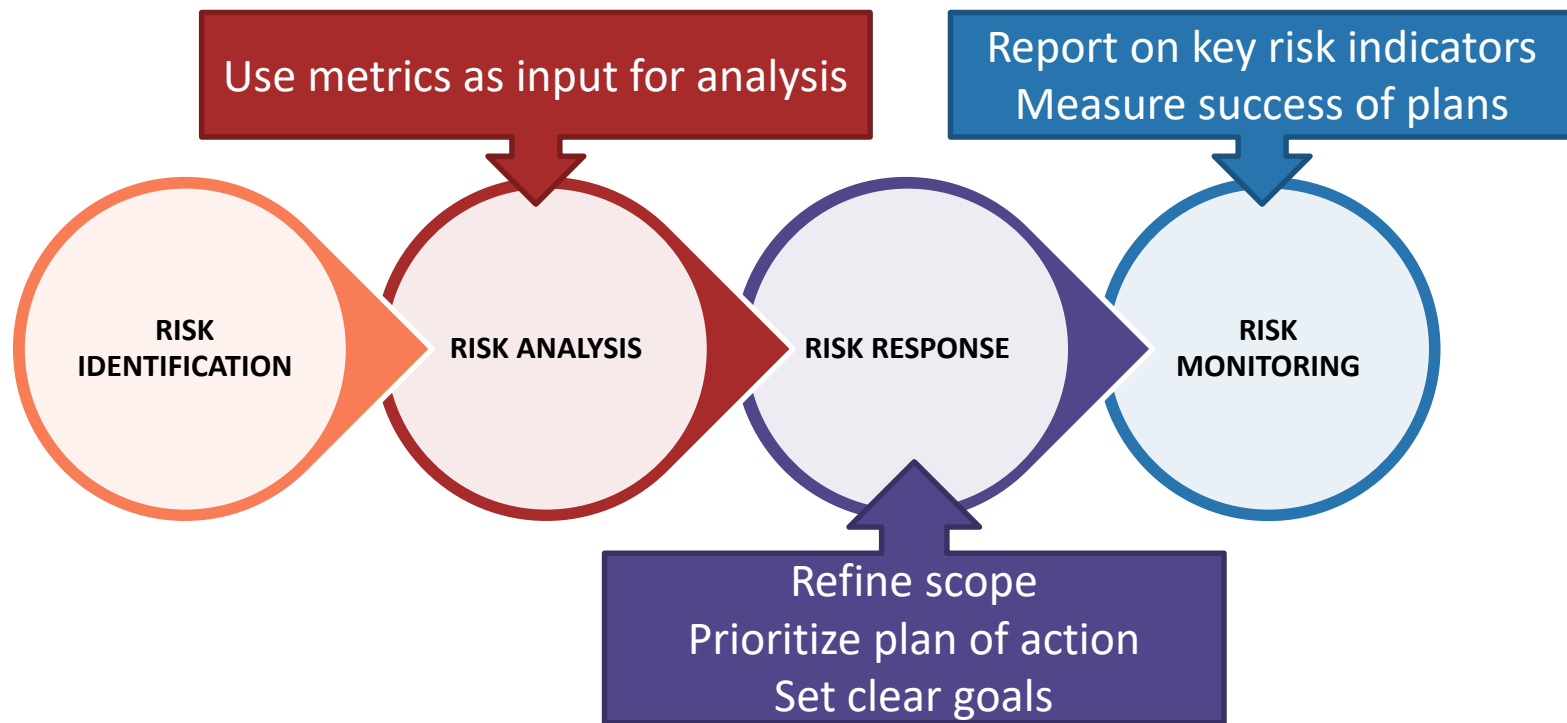 Use metrics as input for analysis
Report on key risk indicators
Measure success of plans
RISK
IDENTIFICATION
RISK ANALYSIS
RISK RESPONSE
RISK
MONITORING
Refine scope
Prioritize plan of action
Set clear goals